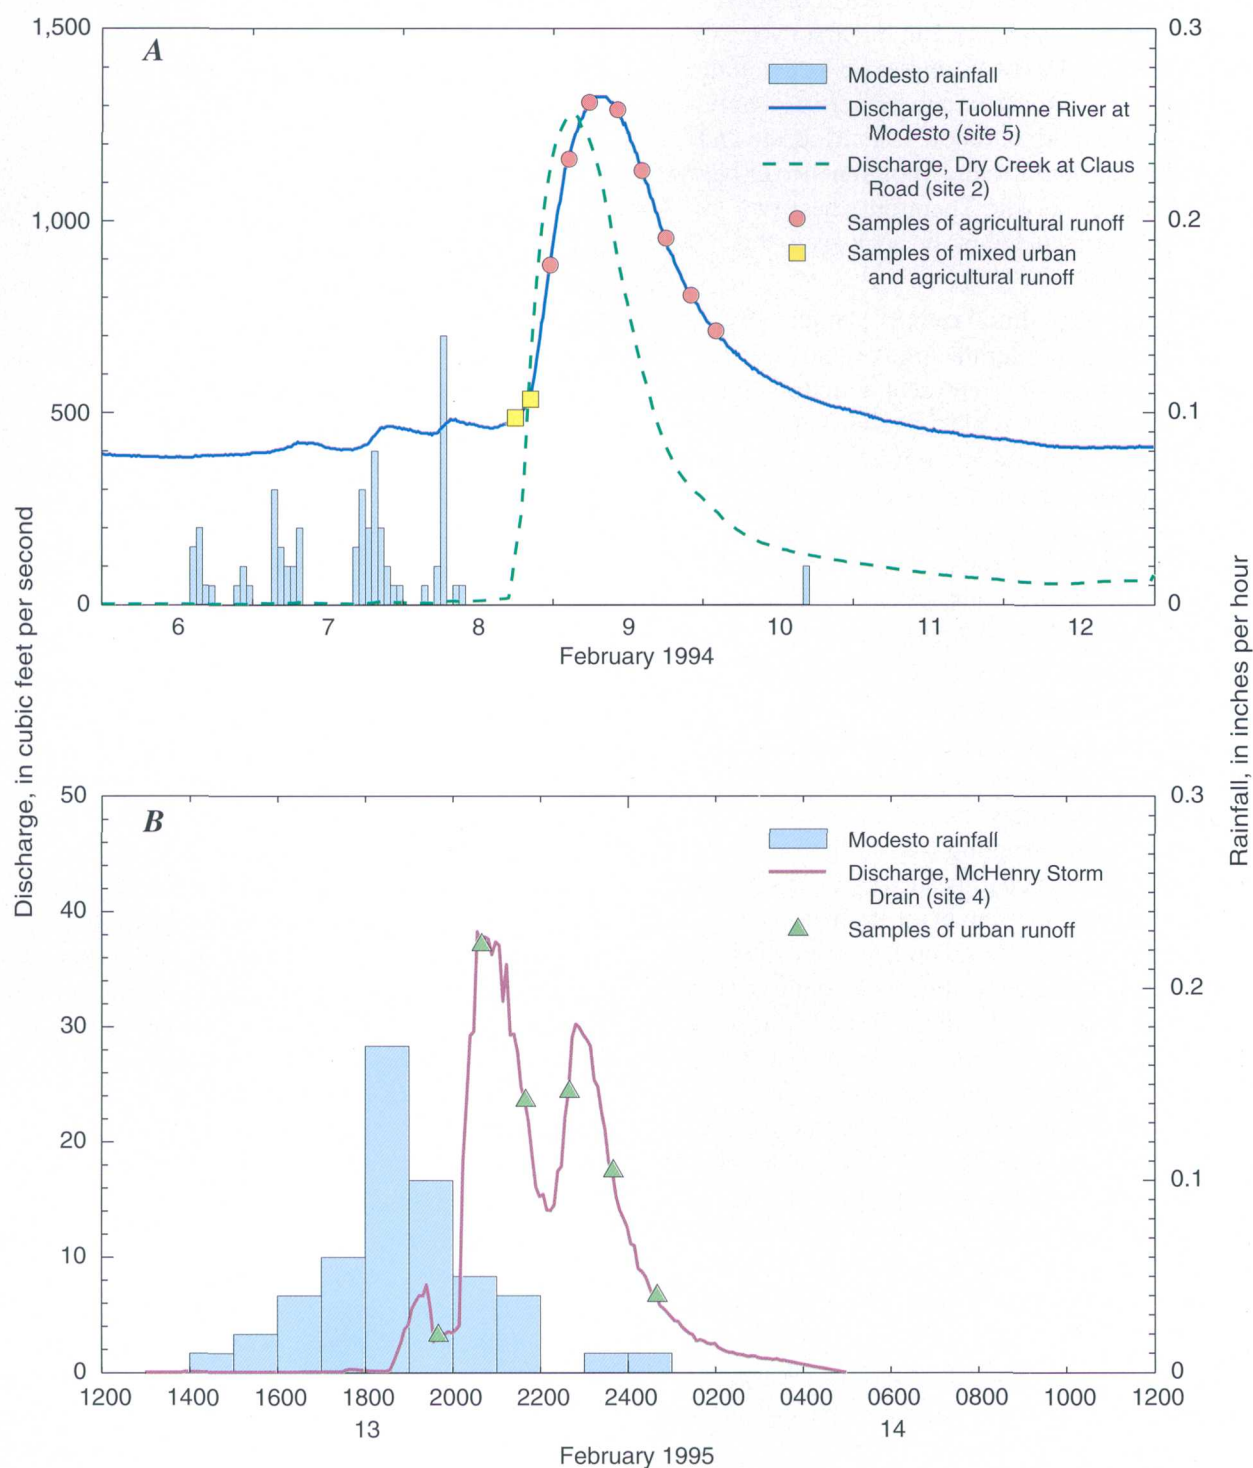 1,500
1,000
500
0
0.3
0.2
0.1
0
A
Modesto rainfall
Discharge, Tuolumne River at
Modesto (site 5)
Discharge, Dry Creek at Claus
Road (site 2)
Samples of agricultural runoff
Samples of mixed urban
and agricultural runoff
6 7 8 9 10 11 12
February 1994
Discharge, in cubic feet per second
Rainfall, in inches per hour
50
40
30
20
10
0
0.3
0.2
0.1
0
B
Modesto rainfall
Discharge, McHenry Storm
Drain (site 4)
Samples of urban runoff
1200 1400 1600 1800 2000 2200 2400 0200 0400 0600 0800 1000 1200
13 14
February 1995